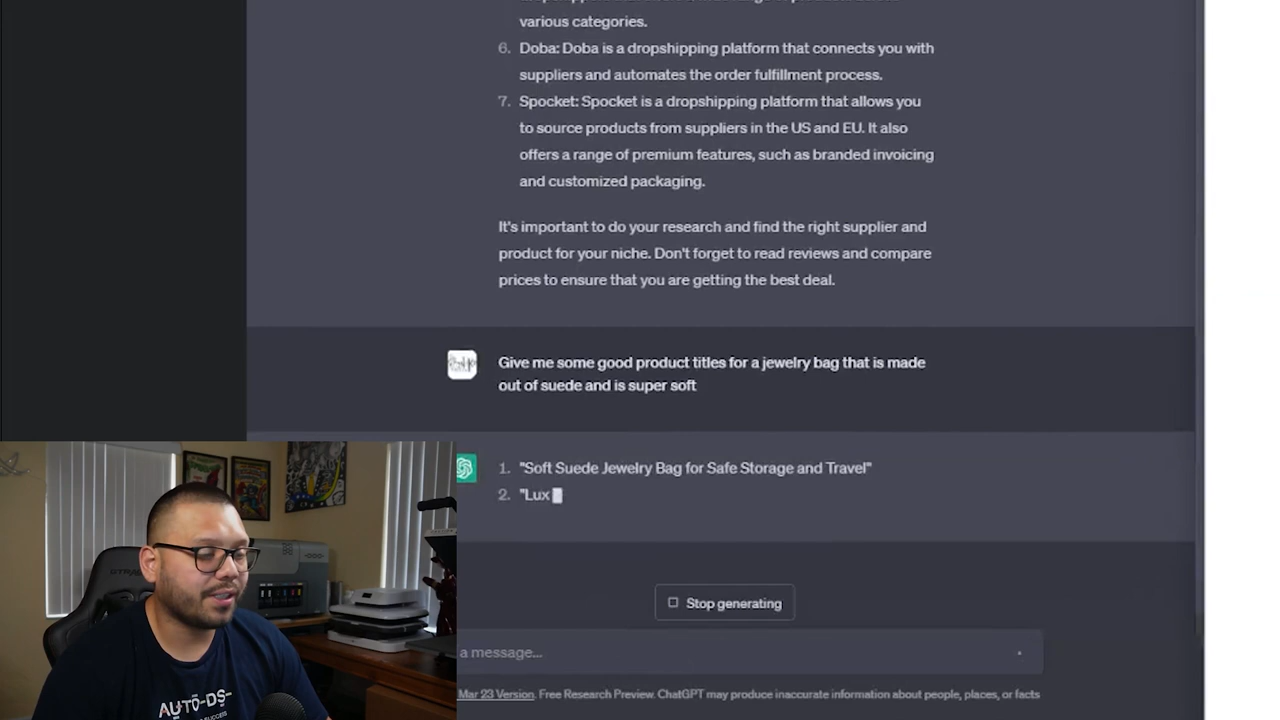 various categories.
6. Doba: Doba is a dropshipping platform that connects you with
suppliers and automates the order fulfillment process.
7. Spocket: Spocket is a dropshipping platform that allows you
to source products from suppliers in the US and EU. It also
offers a range of premium features, such as branded invoicing
and customized packaging.
It's important to do your research and find the right supplier and
product for your niche. Don't forget to read reviews and compare
prices to ensure that you are getting the best deal.
Give me some good product titles for a jewelry bag that is made
out of suede and is super soft
1. "Soft Suede Jewelry Bag for Safe Storage and Travel"
2. "Lux
Stop generating
a message...
Mar 23 Version. Free Research Preview. ChatGPT may produce inaccurate information about people, places, or facts
AUTO-DS